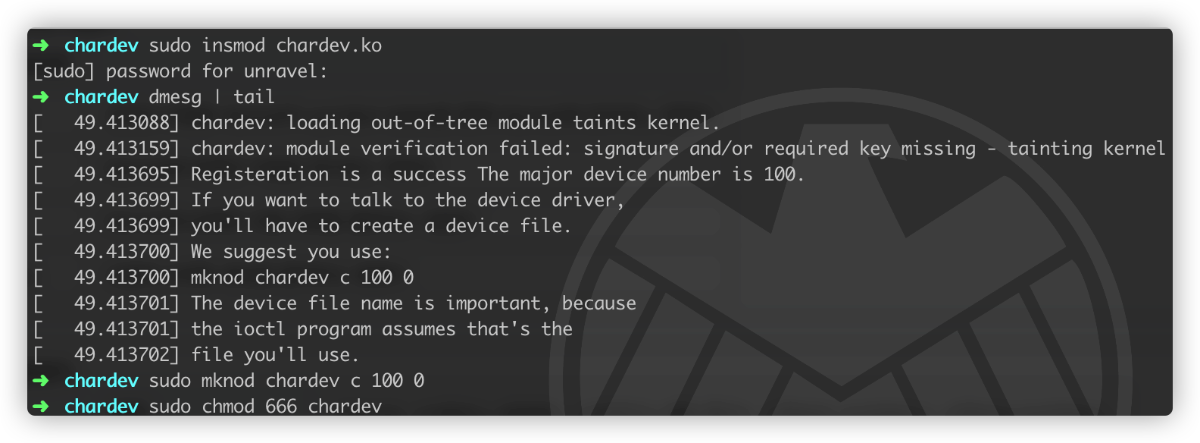 ➜ chardev sudo insmod chardev.ko
[sudo] password for unravel:
➜ chardev dmesg | tail
[   49.413088] chardev: loading out-of-tree module taints kernel.
[   49.413159] chardev: module verification failed: signature and/or required key missing - tainting kernel
[   49.413695] Registeration is a success The major device number is 100.
[   49.413699] If you want to talk to the device driver,
[   49.413699] you'll have to create a device file.
[   49.413700] We suggest you use:
[   49.413700] mknod chardev c 100 0
[   49.413701] The device file name is important, because
[   49.413701] the ioctl program assumes that's the
[   49.413702] file you'll use.
➜ chardev sudo mknod chardev c 100 0
➜ chardev sudo chmod 666 chardev